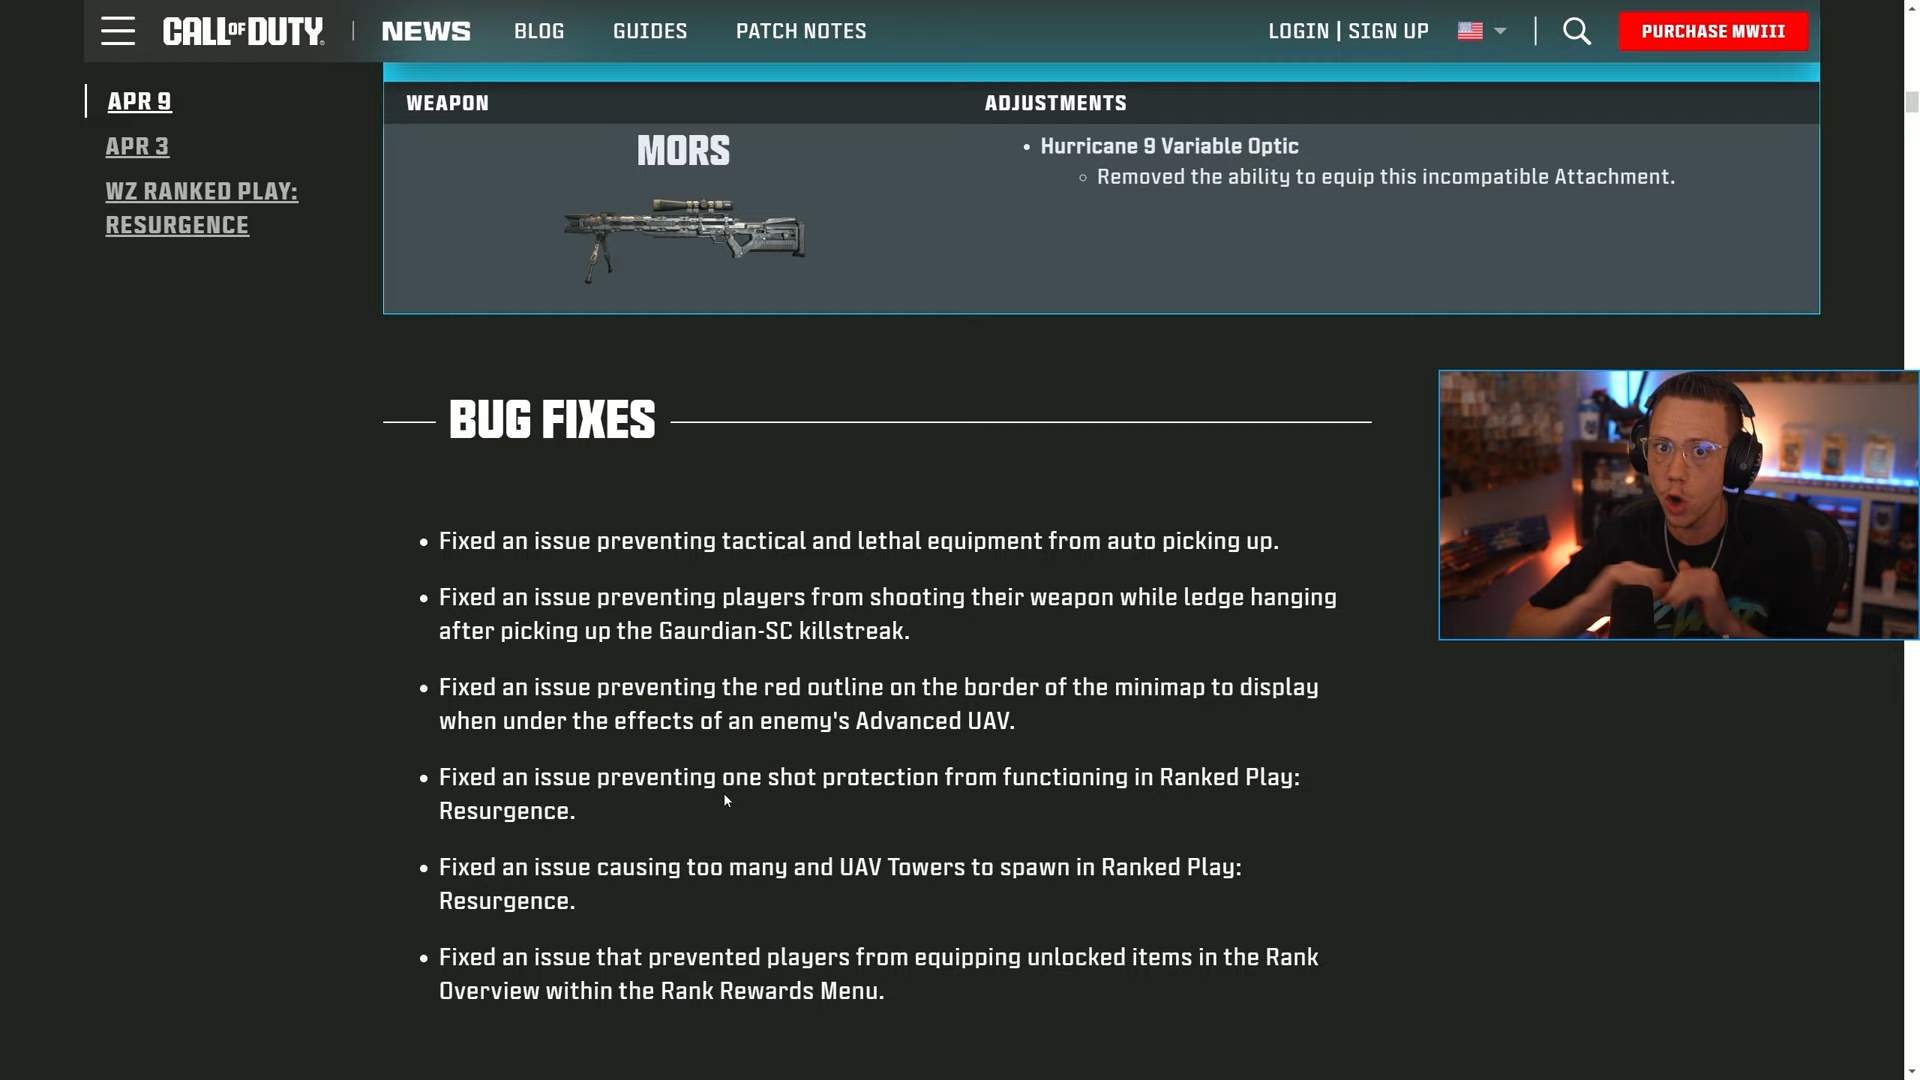 CALL OF DUTY
NEWS
BLOG
GUIDES
PATCH NOTES
LOGIN | SIGN UP
PURCHASE MWIII
APR 9
APR 3
WZ RANKED PLAY:
RESURGENCE
WEAPON
ADJUSTMENTS
MORS
• Hurricane 9 Variable Optic
◦ Removed the ability to equip this incompatible Attachment.
BUG FIXES
• Fixed an issue preventing tactical and lethal equipment from auto picking up.
• Fixed an issue preventing players from shooting their weapon while ledge hanging
after picking up the Gaurdian-SC killstreak.
• Fixed an issue preventing the red outline on the border of the minimap to display
when under the effects of an enemy's Advanced UAV.
• Fixed an issue preventing one shot protection from functioning in Ranked Play:
Resurgence.
• Fixed an issue causing too many and UAV Towers to spawn in Ranked Play:
Resurgence.
• Fixed an issue that prevented players from equipping unlocked items in the Rank
Overview within the Rank Rewards Menu.